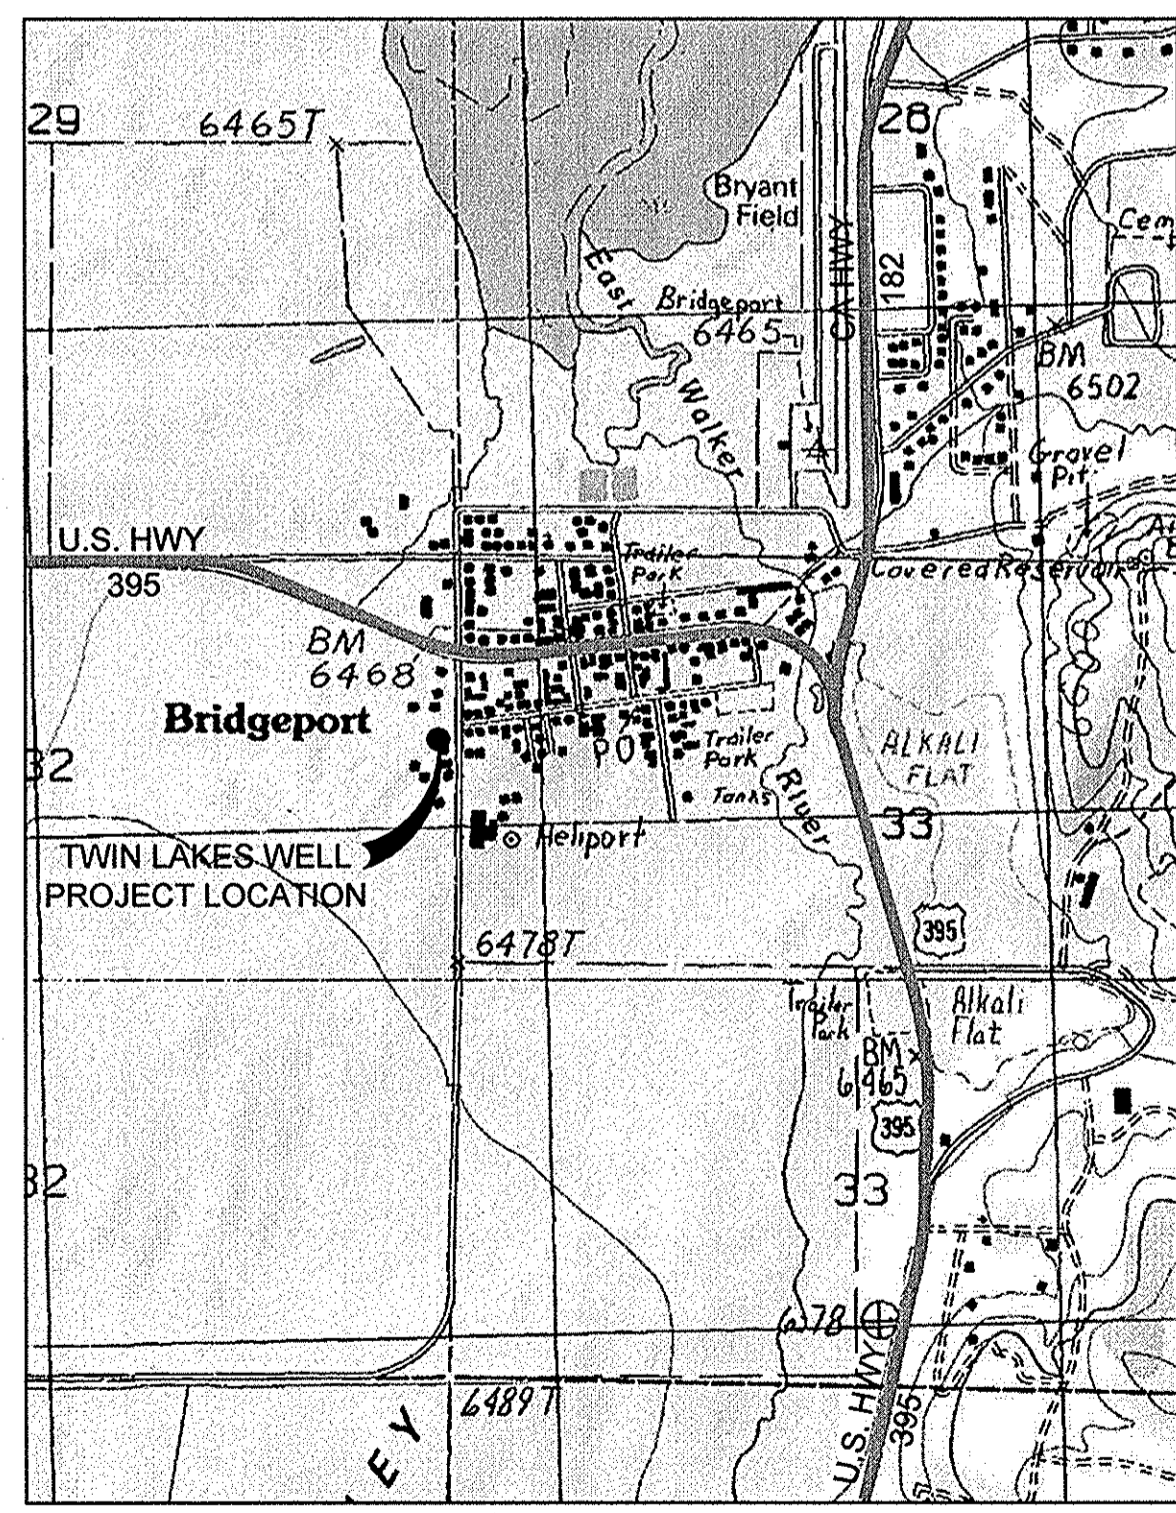 29
6465T
28
Bryant
Field
Cem
East
Walker
River
Bridgeport
6465
CA HWY
182
BM
6502
Gravel
Pit
U.S. HWY
395
Trailer
Park
Covered Reservoir
BM
6468
Bridgeport
32
PO
Trailer
Park
ALKALI
FLAT
Tanks
33
Heliport
TWIN LAKES WELL
PROJECT LOCATION
395
6478T
Trailer
Park
Alkali
Flat
BM
6465
395
32
33
U.S. HWY
395
6489T
EY